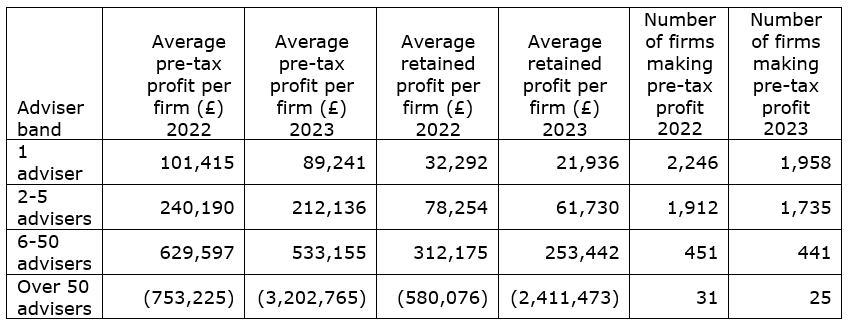 Adviser band	Average pre-tax profit per firm (£) 2022	Average pre-tax profit per firm (£) 2023	Average retained profit per firm (£) 2022	Average retained profit per firm (£) 2023	Number of firms making pre-tax profit 2022	Number of firms making pre-tax profit 2023
1 adviser	101,415	89,241	32,292	21,936	2,246	1,958
2-5 advisers	240,190	212,136	78,254	61,730	1,912	1,735
6-50 advisers	629,597	533,155	312,175	253,442	451	441
Over 50 advisers	(753,225)	(3,202,765)	(580,076)	(2,411,473)	31	25